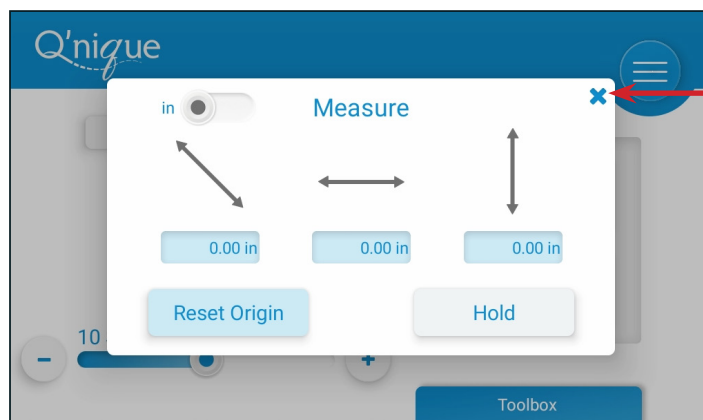 Q'nique
in
Measure
0.00 in
0.00 in
0.00 in
Reset Origin
Hold
10
Toolbox